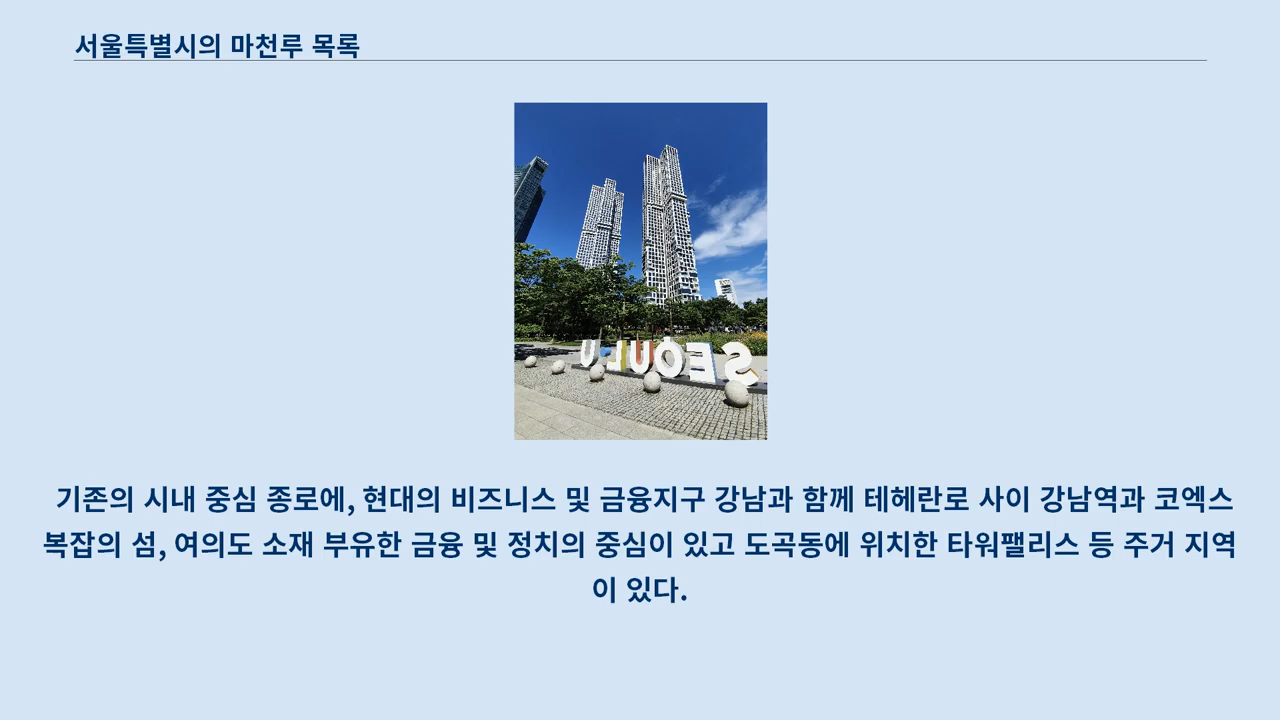 서울특별시의 마천루 목록
SEOUL U
기존의 시내 중심 종로에, 현대의 비즈니스 및 금융지구 강남과 함께 테헤란로 사이 강남역과 코엑스
복잡의 섬, 여의도 소재 부유한 금융 및 정치의 중심이 있고 도곡동에 위치한 타워팰리스 등 주거 지역
이 있다.